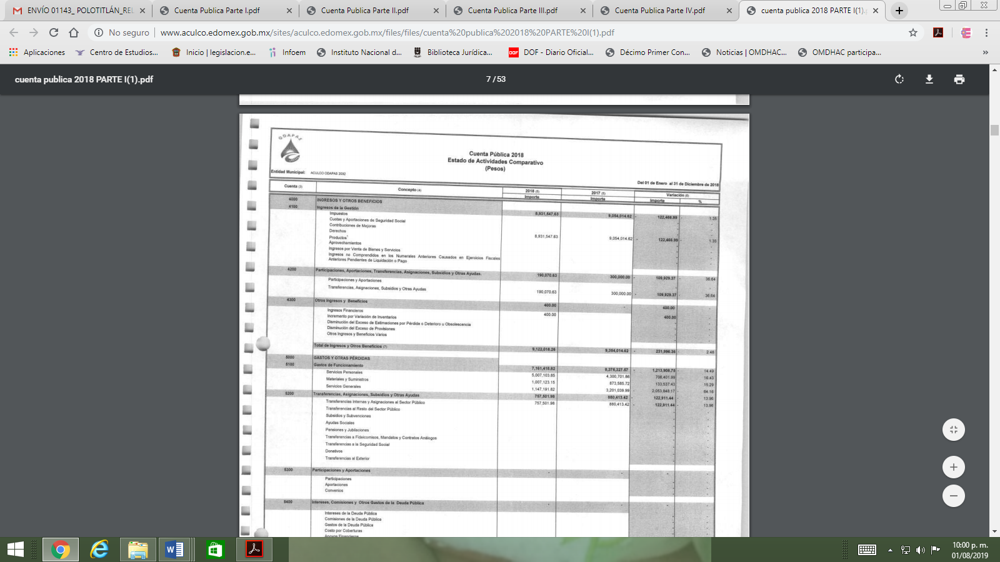 ENVÍO 01143_ POLOTITLÁN_REL
Cuenta Publica Parte I.pdf
Cuenta Publica Parte II.pdf
Cuenta Publica Parte III.pdf
Cuenta Publica Parte IV.pdf
cuenta publica 2018 PARTE I(1).p
No seguro
www.aculco.edomex.gob.mx/sites/aculco.edomex.gob.mx/files/files/cuenta%20publica%202018%20PARTE%20I(1).pdf
Aplicaciones
Centro de Estudios...
Inicio | legislacion.e...
Infoem
Instituto Nacional d...
Biblioteca Jurídica...
DOF - Diario Oficial...
Décimo Primer Con...
Noticias | OMDHAC...
OMDHAC participa...
»
cuenta publica 2018 PARTE I(1).pdf
7 / 53
ODAPAS
Cuenta Pública 2018
Estado de Actividades Comparativo
(Pesos)
Entidad Municipal: ACULCO ODAPAS 2032
Del 01 de Enero al 31 de Diciembre de 2018
Cuenta (3) Concepto (4) 2018 (5) 2017 (5) Variación (6)
Importe Importe Importe %
4000 INGRESOS Y OTROS BENEFICIOS
4100 Ingresos de la Gestión 8,931,547.63 9,054,014.62 - 122,466.99 - 1.35
Impuestos
Cuotas y Aportaciones de Seguridad Social
Contribuciones de Mejoras
Derechos 8,931,547.63 9,054,014.62 - 122,466.99 - 1.35
Productos
Aprovechamientos
Ingresos por Venta de Bienes y Servicios
Ingresos no Comprendidos en los Numerales Anteriores Causados en Ejercicios Fiscales
Anteriores Pendientes de Liquidación o Pago
4200 Participaciones, Aportaciones, Transferencias, Asignaciones, Subsidios y Otras Ayudas. 190,070.63 300,000.00 - 109,929.37 - 36.64
Participaciones y Aportaciones
Transferencias, Asignaciones, Subsidios y Otras Ayudas 190,070.63 300,000.00 - 109,929.37 - 36.64
4300 Otros Ingresos y Beneficios 400.00 - 400.00
Ingresos Financieros 400.00 400.00
Incremento por Variación de Inventarios
Disminución del Exceso de Estimaciones por Pérdida o Deterioro u Obsolescencia
Disminución del Exceso de Provisiones
Otros Ingresos y Beneficios Varios
Total de Ingresos y Otros Beneficios (7) 9,122,018.26 9,354,014.62 - 231,996.36 - 2.48
5000 GASTOS Y OTRAS PÉRDIDAS
5100 Gastos de Funcionamiento 7,161,418.82 8,375,327.57 - 1,213,908.75 - 14.49
Servicios Personales 5,007,103.85 4,300,701.86 706,401.99 16.43
Materiales y Suministros 1,007,123.15 873,585.72 133,537.43 15.29
Servicios Generales 1,147,191.82 3,201,039.99 - 2,053,848.17 - 64.16
5200 Transferencias, Asignaciones, Subsidios y Otras Ayudas 757,501.98 880,413.42 - 122,911.44 - 13.96
Transferencias Internas y Asignaciones al Sector Público 757,501.98 880,413.42 - 122,911.44 - 13.96
Transferencias al Resto del Sector Público
Subsidios y Subvenciones
Ayudas Sociales
Pensiones y Jubilaciones
Transferencias a Fideicomisos, Mandatos y Contratos Análogos
Transferencias a la Seguridad Social
Donativos
Transferencias al Exterior
5300 Participaciones y Aportaciones
Participaciones
Aportaciones
Convenios
5400 Intereses, Comisiones y Otros Gastos de la Deuda Pública
Intereses de la Deuda Pública
Comisiones de la Deuda Pública
Gastos de la Deuda Pública
Costo por Coberturas
Apoyos Financieros
10:00 p. m.
01/08/2019